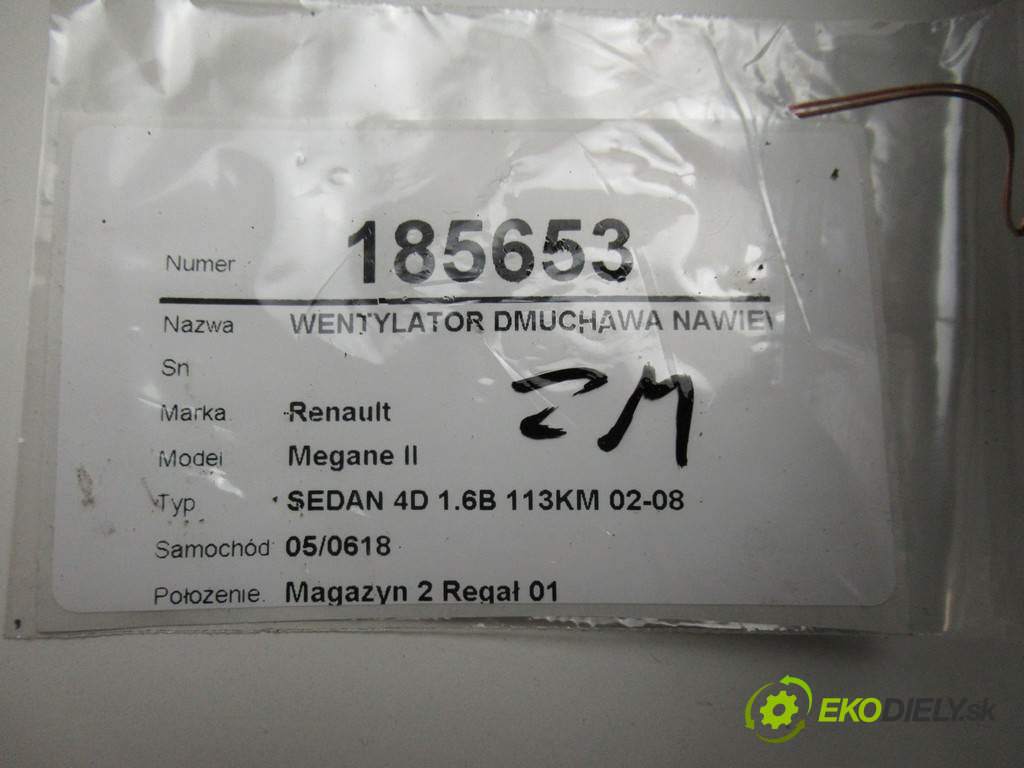 Numer 185653
Nazwa WENTYLATOR DMUCHAWA NAWIEW
Sn
Marka Renault
Model Megane II
Typ SEDAN 4D 1.6B 113KM 02-08
Samochód 05/0618
Położenie Magazyn 2 Regał 01
ZM
EKODIELY.sk